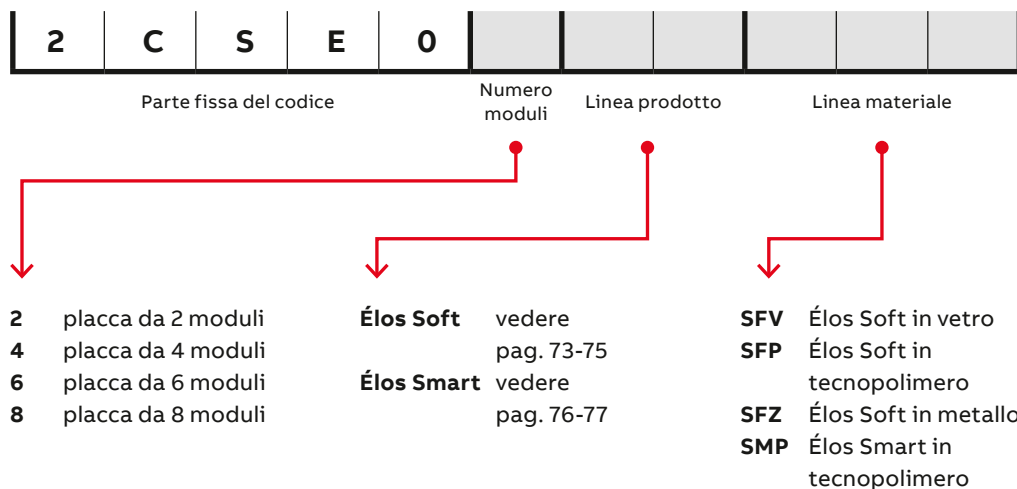 2 C S E 0
Parte fissa del codice
Numero
moduli
Linea prodotto
Linea materiale
2 placca da 2 moduli
4 placca da 4 moduli
6 placca da 6 moduli
8 placca da 8 moduli
Élos Soft vedere
pag. 73-75
Élos Smart vedere
pag. 76-77
SFV Élos Soft in vetro
SFP Élos Soft in
tecnopolimero
SFZ Élos Soft in metallo
SMP Élos Smart in
tecnopolimero